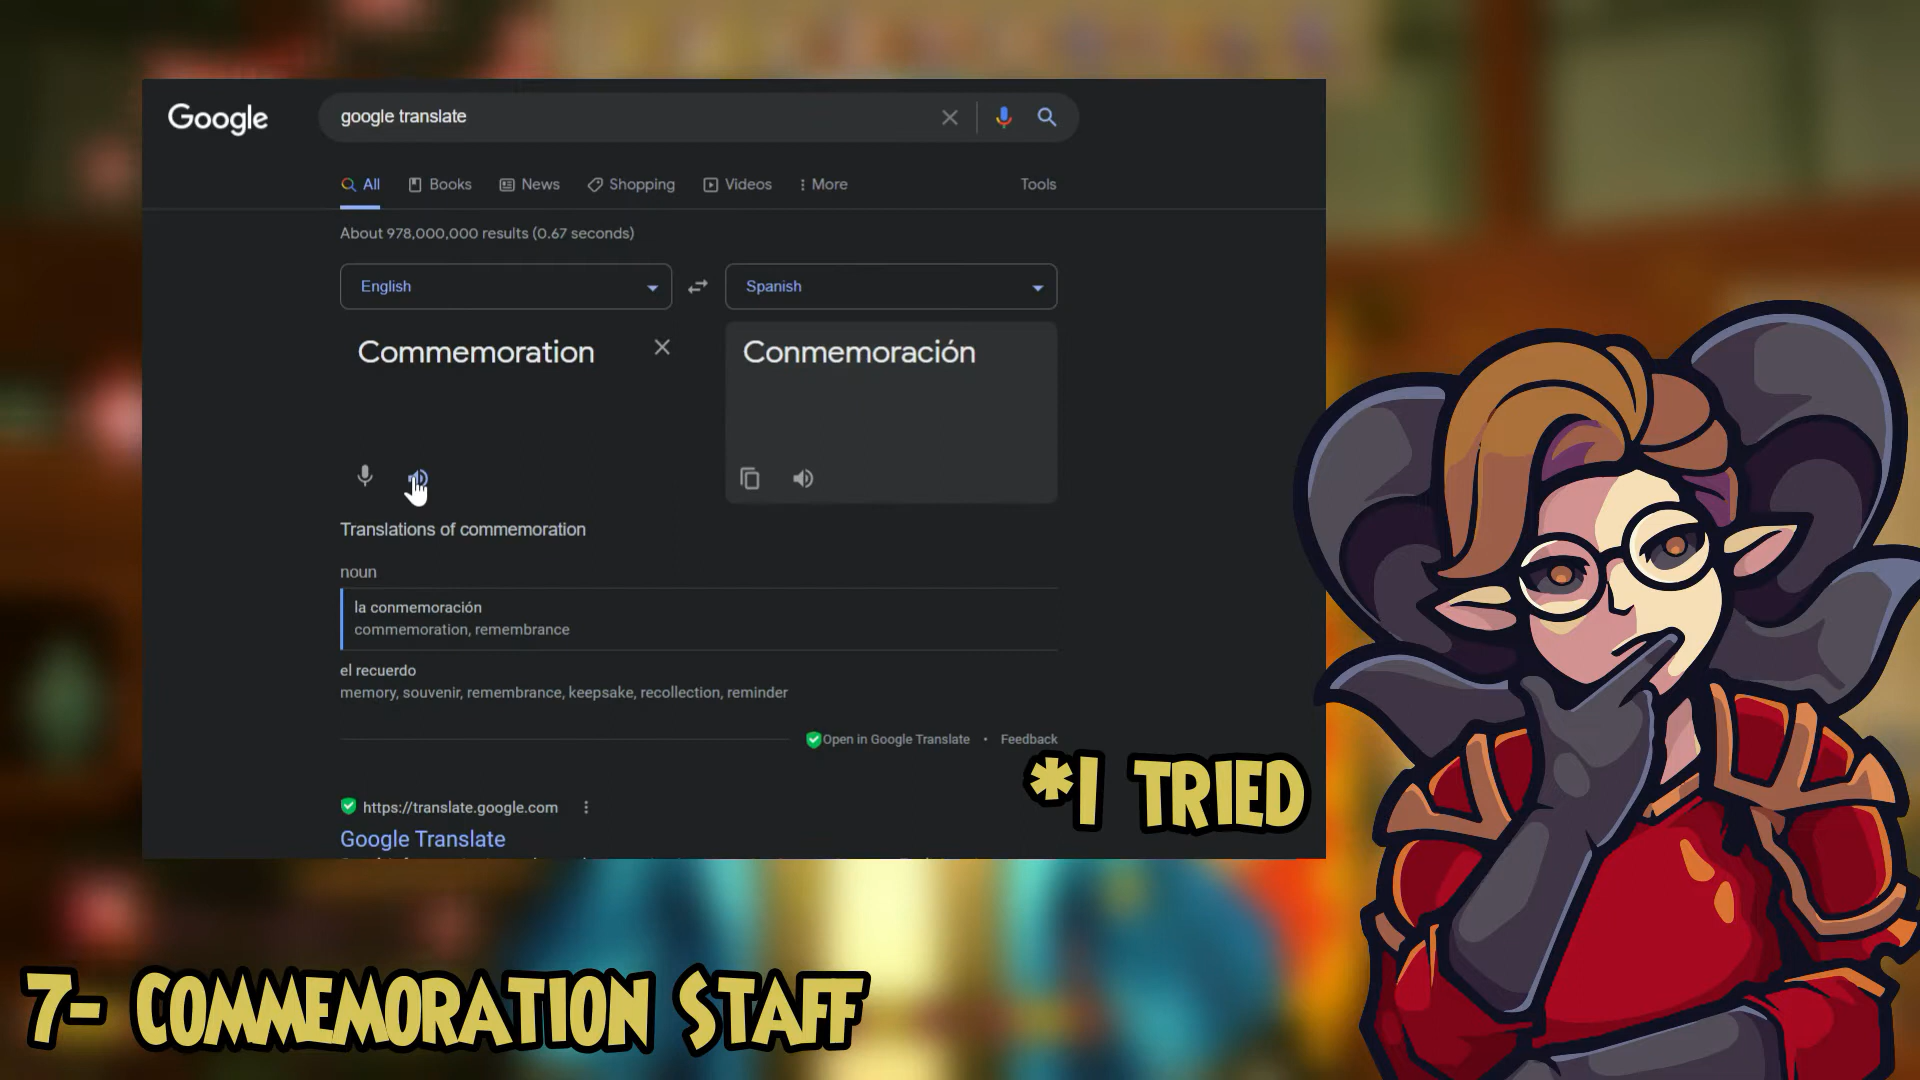 Google
google translate
All Books News Shopping Videos More Tools
About 978,000,000 results (0.67 seconds)
English Spanish
Commemoration Conmemoración
Translations of commemoration
noun
la conmemoración
commemoration, remembrance
el recuerdo
memory, souvenir, remembrance, keepsake, recollection, reminder
Open in Google Translate • Feedback
*I TRIED
https://translate.google.com
Google Translate
7- COMMEMORATION STAFF